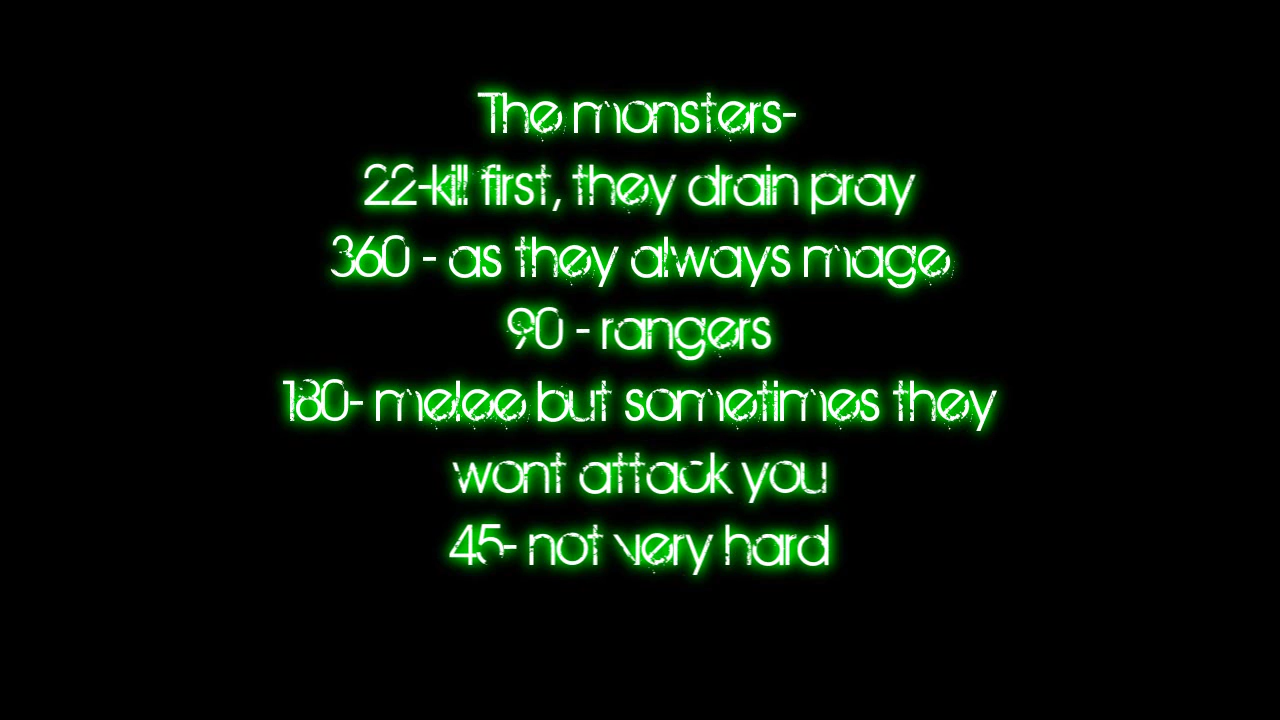 The monsters-
22-kill first, they drain pray
360 - as they always mage
90 - rangers
180- melee but sometimes they
wont attack you
45- not very hard